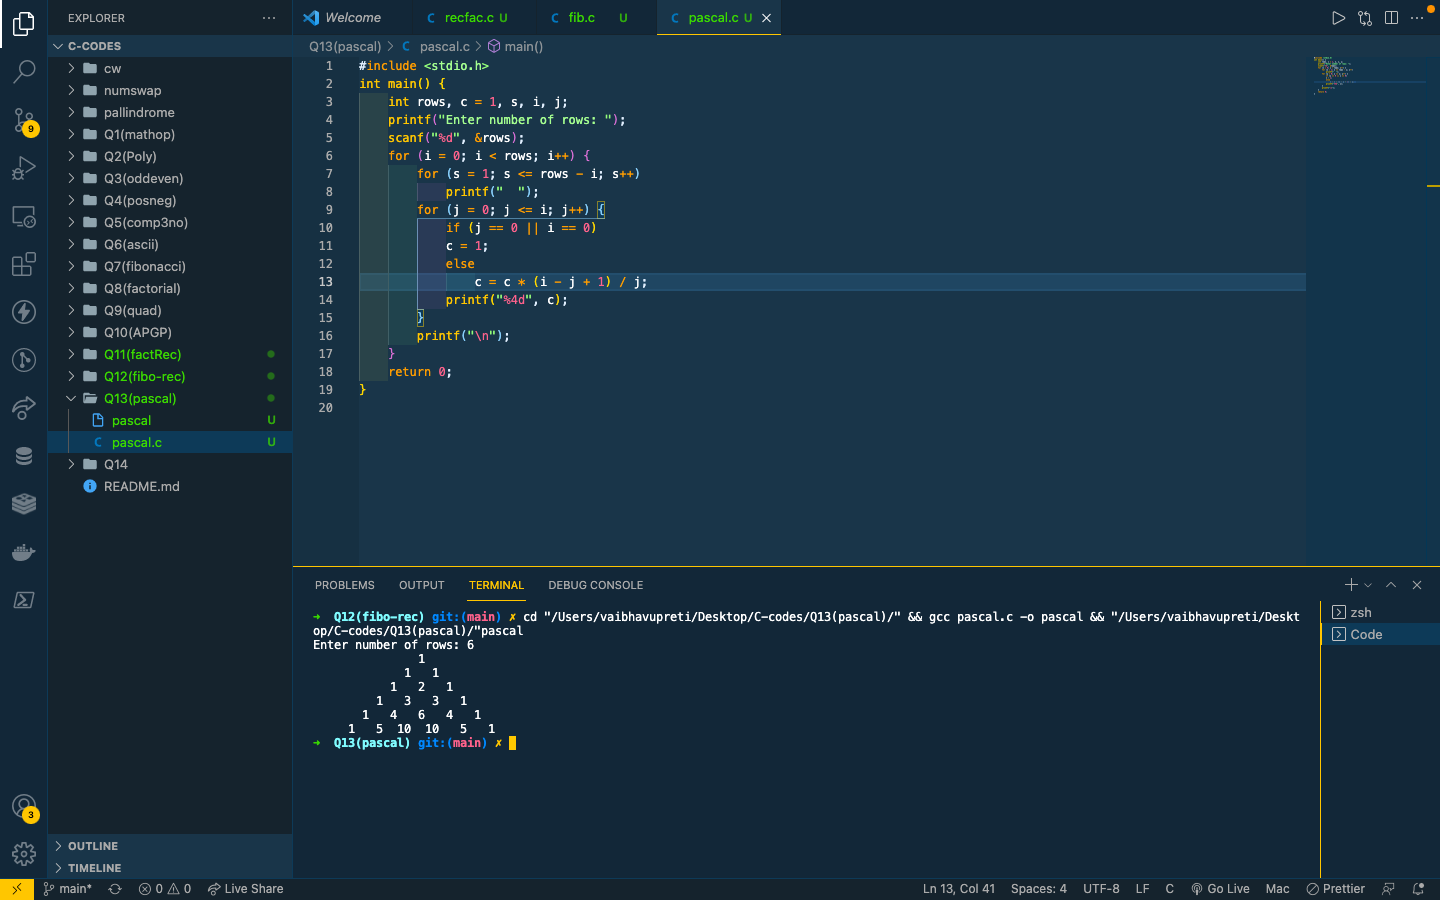 EXPLORER
C-CODES
cw
numswap
pallindrome
Q1(mathop)
Q2(Poly)
Q3(oddeven)
Q4(posneg)
Q5(comp3no)
Q6(ascii)
Q7(fibonacci)
Q8(factorial)
Q9(quad)
Q10(APGP)
Q11(factRec)
Q12(fibo-rec)
Q13(pascal)
pascal U
C pascal.c U
Q14
README.md
OUTLINE
TIMELINE
9
3
Welcome C recfac.c U C fib.c U C pascal.c U
Q13(pascal) > C pascal.c > main()
1 #include <stdio.h>
2 int main() {
3 int rows, c = 1, s, i, j;
4 printf("Enter number of rows: ");
5 scanf("%d", &rows);
6 for (i = 0; i < rows; i++) {
7 for (s = 1; s <= rows - i; s++)
8 printf("  ");
9 for (j = 0; j <= i; j++) {
10 if (j == 0 || i == 0)
11 c = 1;
12 else
13 c = c * (i - j + 1) / j;
14 printf("%4d", c);
15 }
16 printf("\n");
17 }
18 return 0;
19 }
20
PROBLEMS OUTPUT TERMINAL DEBUG CONSOLE
→ Q12(fibo-rec) git:(main) ✗ cd "/Users/vaibhavupreti/Desktop/C-codes/Q13(pascal)/" && gcc pascal.c -o pascal && "/Users/vaibhavupreti/Deskt
op/C-codes/Q13(pascal)/"pascal
Enter number of rows: 6
1
1 1
1 2 1
1 3 3 1
1 4 6 4 1
1 5 10 10 5 1
→ Q13(pascal) git:(main) ✗
zsh
Code
main* 0 0 Live Share Ln 13, Col 41 Spaces: 4 UTF-8 LF C Go Live Mac Prettier